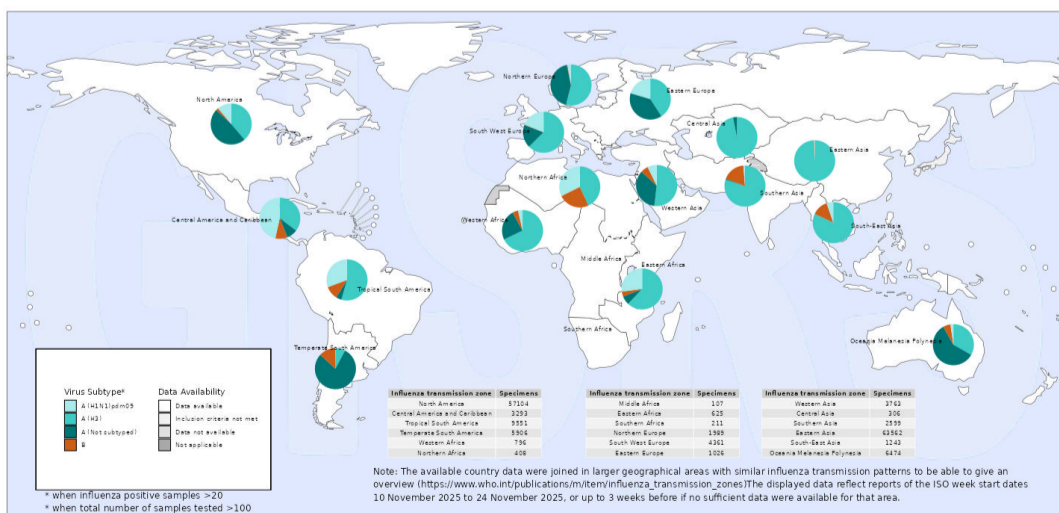 Northern Europe
Eastern Europe
North America
Central Asia
South West Europe
Eastern Asia
Northern Africa
Southern Asia
Western Asia
Central America and Caribbean
Western Africa
South-East Asia
Middle Africa
Eastern Africa
Tropical South America
Southern Africa
Oceania Melanesia Polynesia
Temperate South America
Virus Subtype*
A (H1N1)pdm09
A (H3)
A (Not subtyped)
B
Data Availability
Data available
Inclusion criteria not met
Data not available
Not applicable
Influenza transmission zone Specimens
North America 57104
Central America and Caribbean 3293
Tropical South America 9551
Temperate South America 5906
Western Africa 796
Northern Africa 408
Influenza transmission zone Specimens
Middle Africa 107
Eastern Africa 625
Southern Africa 211
Northern Europe 1989
South West Europe 4361
Eastern Europe 1026
Influenza transmission zone Specimens
Western Asia 3763
Central Asia 306
Southern Asia 2599
Eastern Asia 63962
South-East Asia 1243
Oceania Melanesia Polynesia 6474
* when influenza positive samples >20
* when total number of samples tested >100
Note: The available country data were joined in larger geographical areas with similar influenza transmission patterns to be able to give an
overview (https://www.who.int/publications/m/item/influenza_transmission_zones)The displayed data reflect reports of the ISO week start dates
10 November 2025 to 24 November 2025, or up to 3 weeks before if no sufficient data were available for that area.